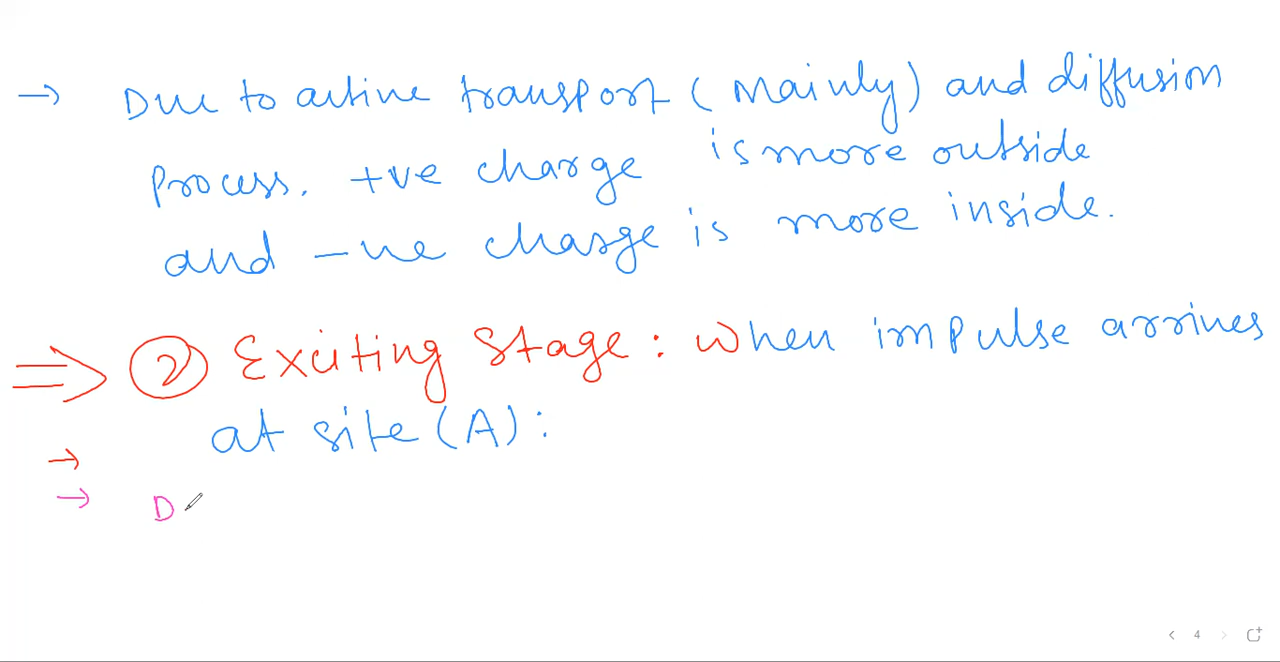 → Due to active transport (mainly) and diffusion
process. +ve charge is more outside
and -ve charge is more inside.
⇒ ② Exciting Stage: when impulse arrives
at site (A):
→
→ D
4